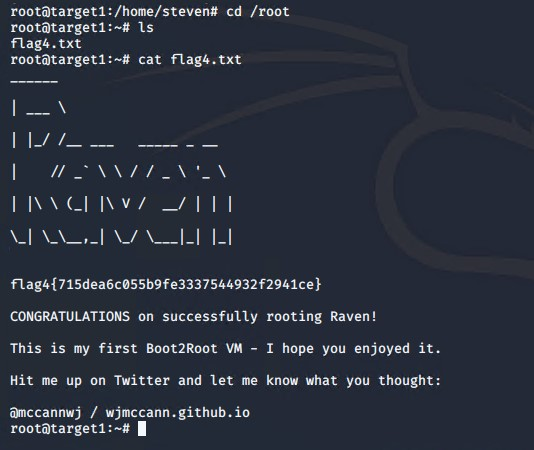 root@target1:/home/steven# cd /root
root@target1:~# ls
flag4.txt
root@target1:~# cat flag4.txt
______
| ___ \
| |_/ /__ ___   _____ _ __
|    // _` \ \ / / _ \ '_ \
| |\ \ (_| |\ V /  __/ | | |
\_| \_\__,_| \_/ \___|_| |_|
flag4{715dea6c055b9fe3337544932f2941ce}
CONGRATULATIONS on successfully rooting Raven!
This is my first Boot2Root VM - I hope you enjoyed it.
Hit me up on Twitter and let me know what you thought:
@mccannwj / wjmccann.github.io
root@target1:~#